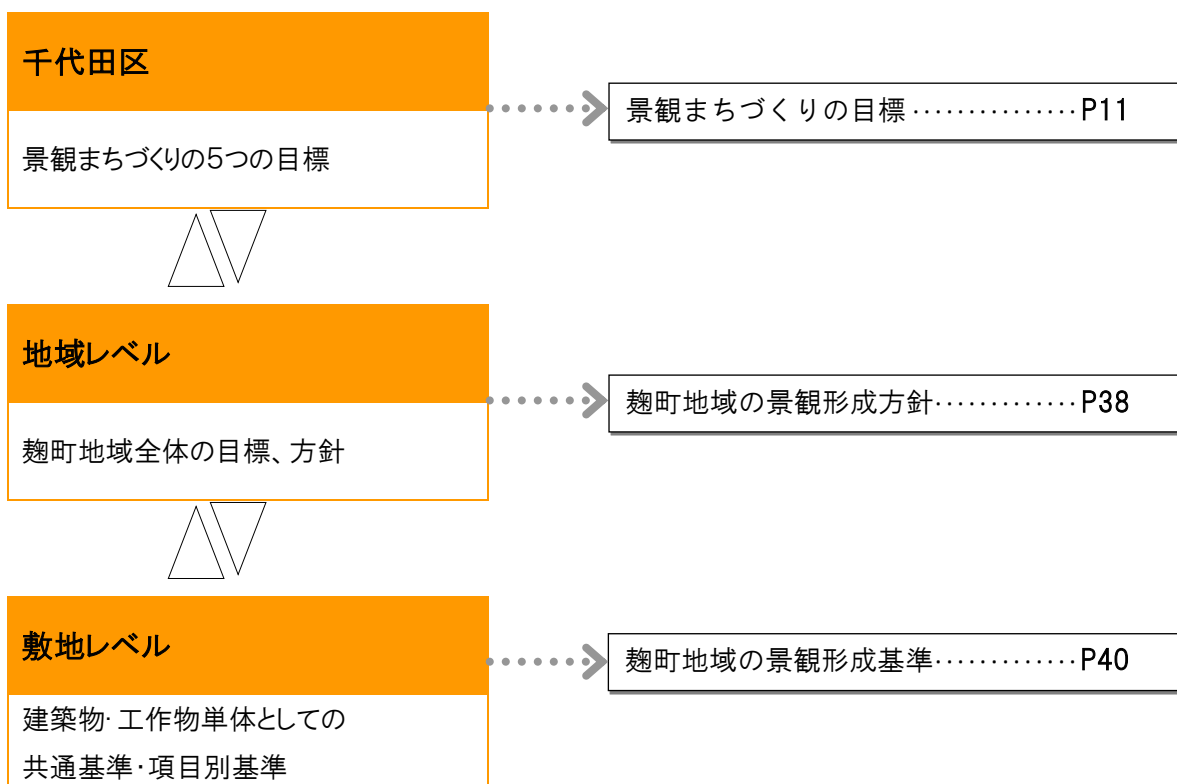 千代田区
景観まちづくりの目標……………P11
景観まちづくりの5つの目標
地域レベル
麹町地域の景観形成方針…………P38
麹町地域全体の目標、方針
敷地レベル
麹町地域の景観形成基準…………P40
建築物・工作物単体としての
共通基準・項目別基準